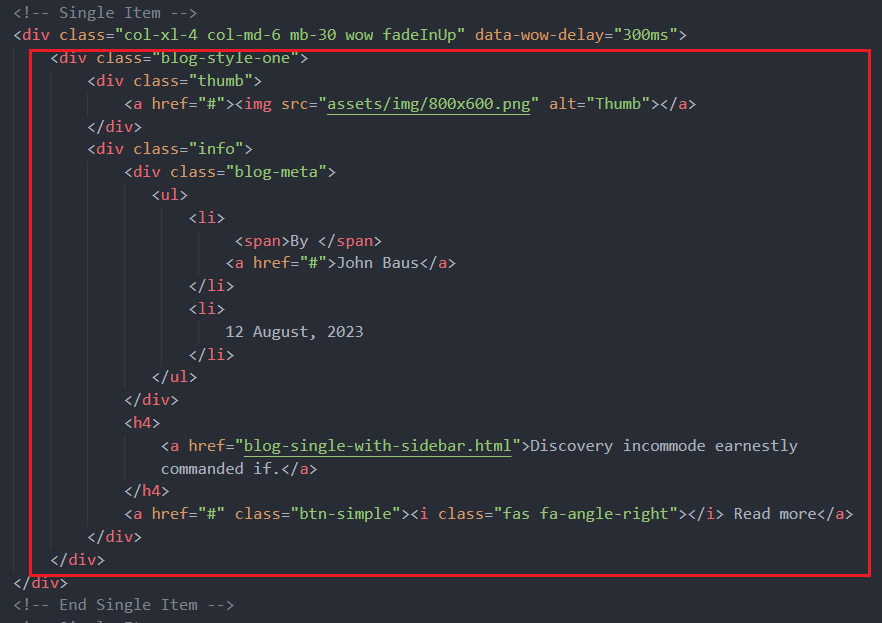 <!-- Single Item -->
<div class="col-xl-4 col-md-6 mb-30 wow fadeInUp" data-wow-delay="300ms">
<div class="blog-style-one">
<div class="thumb">
<a href="#"><img src="assets/img/800x600.png" alt="Thumb"></a>
</div>
<div class="info">
<div class="blog-meta">
<ul>
<li>
<span>By </span>
<a href="#">John Baus</a>
</li>
<li>
12 August, 2023
</li>
</ul>
</div>
<h4>
<a href="blog-single-with-sidebar.html">Discovery incommode earnestly
commanded if.</a>
</h4>
<a href="#" class="btn-simple"><i class="fas fa-angle-right"></i> Read more</a>
</div>
</div>
</div>
<!-- End Single Item -->